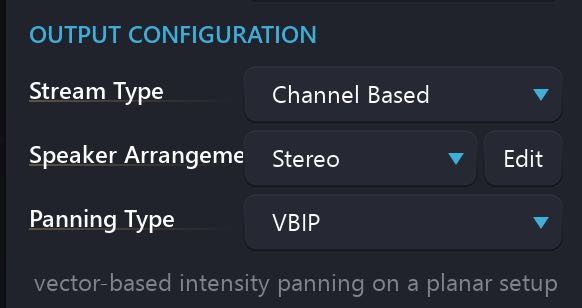 OUTPUT CONFIGURATION
Stream Type Channel Based
Speaker Arrangeme Stereo Edit
Panning Type VBIP
vector-based intensity panning on a planar setup